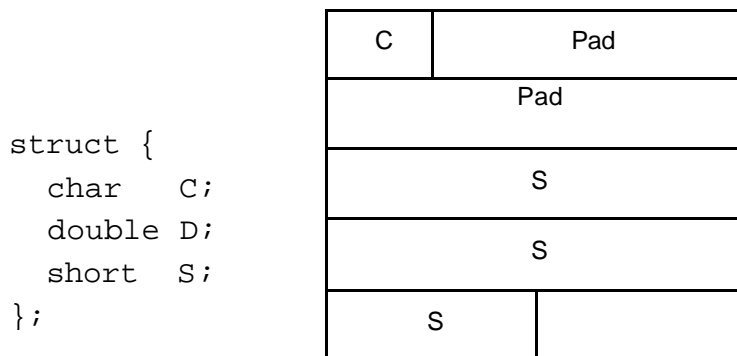 C Pad
Pad
struct {
char C;
S
double D;
S
short S;
};
S